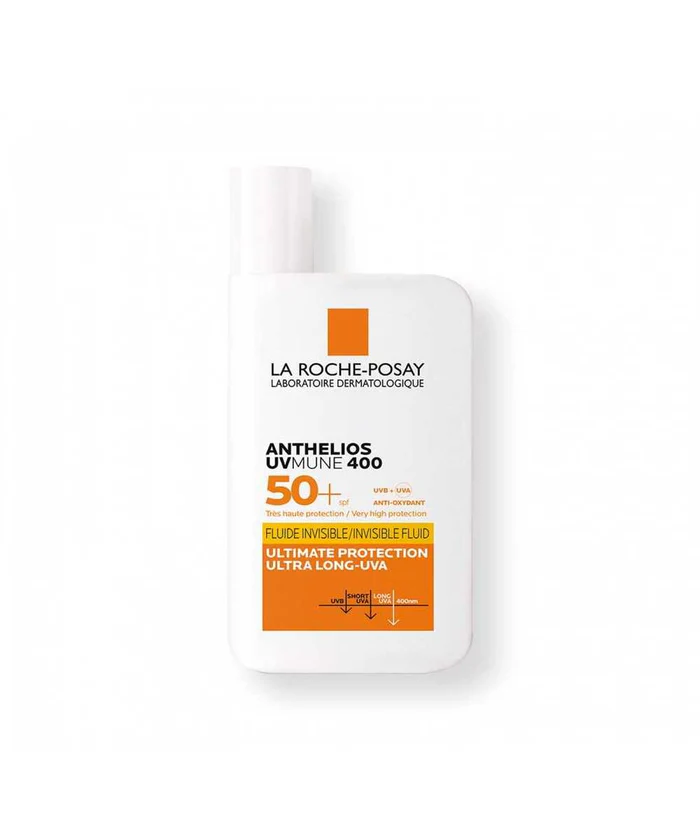 LA ROCHE-POSAY
LABORATOIRE DERMATOLOGIQUE
ANTHELIOS
UVMUNE 400
50+ spf
UVB + UVA
ANTI-OXYDANT
Très haute protection / Very high protection
FLUIDE INVISIBLE/INVISIBLE FLUID
ULTIMATE PROTECTION
ULTRA LONG-UVA
UVB
SHORT UVA
LONG UVA
400nm